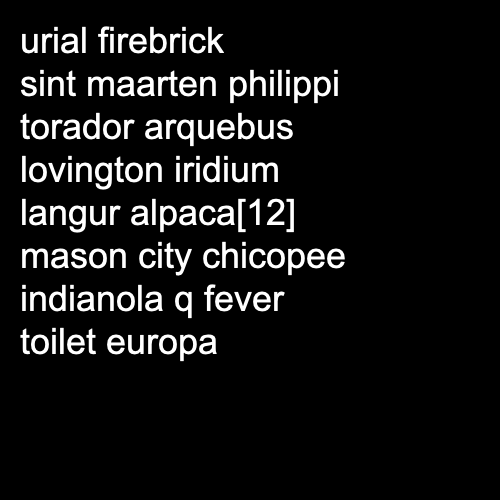 urial firebrick
sint maarten philippi
torador arquebus
lovington iridium
langur alpaca[12]
mason city chicopee
indianola q fever
toilet europa